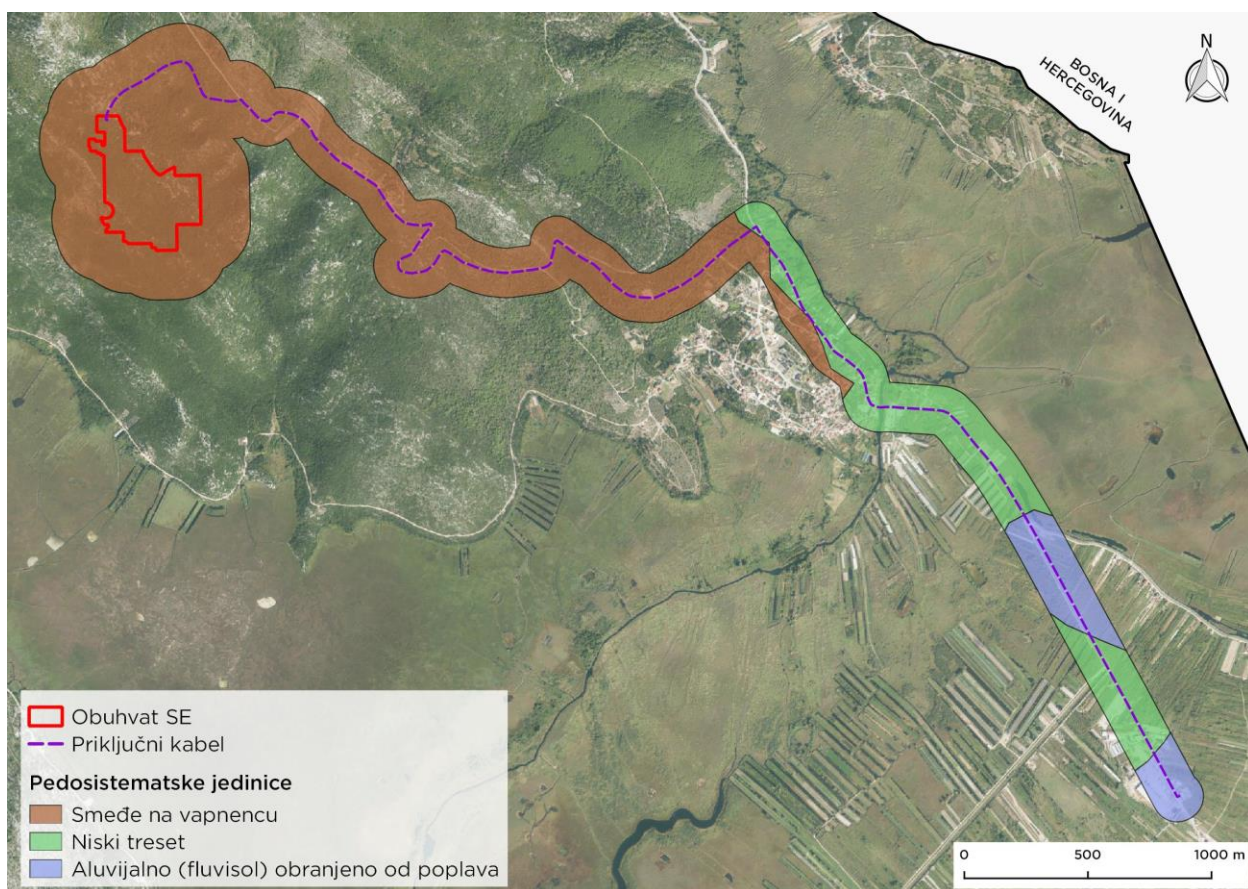 BOSNA I
HERCEGOVINA
N
Obuhvat SE
Priključni kabel
Pedosistematske jedinice
Smeđe na vapnencu
Niski treset
Aluvijalno (fluvisol) obranjeno od poplava
0 500 1000 m